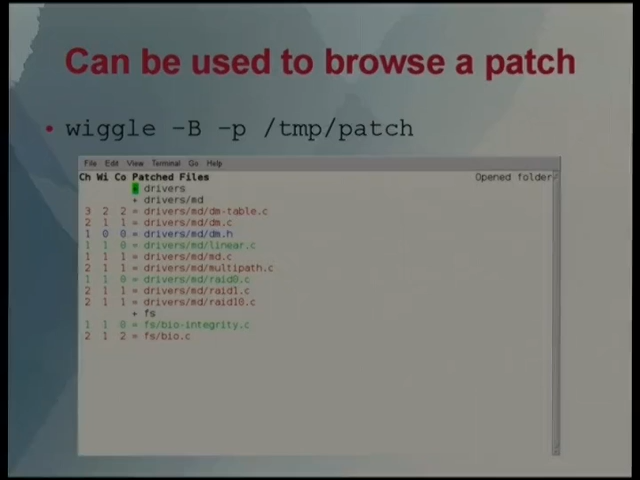 Can be used to browse a patch
• wiggle -B -p /tmp/patch
File Edit View Terminal Go Help
Ch Wi Co Patched Files Opened folder
- drivers
+ drivers/md
3 2 2 = drivers/md/dm-table.c
2 1 1 = drivers/md/dm.c
1 0 0 = drivers/md/dm.h
1 1 0 = drivers/md/linear.c
1 1 1 = drivers/md/md.c
2 1 1 = drivers/md/multipath.c
1 1 0 = drivers/md/raid0.c
2 1 1 = drivers/md/raid1.c
2 1 1 = drivers/md/raid10.c
+ fs
1 1 0 = fs/bio-integrity.c
2 1 2 = fs/bio.c